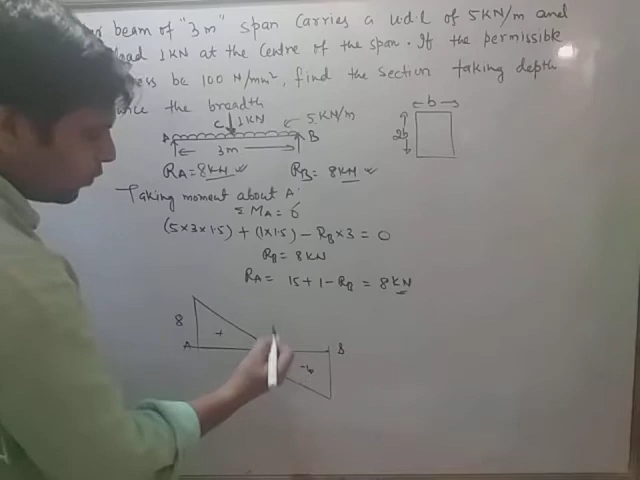 beam of "3m" span carries a u.d.l of 5KN/m and
1KN at the centre of the span. If the permissible
be 100 N/mm², find the section taking depth
the breadth
C 1KN
5KN/m
A B
3m
b
2b
RA = 8KN RB = 8KN
Taking moment about A
ΣMA = 0
(5×3×1.5) + (1×1.5) - RB×3 = 0
RB = 8KN
RA = 15+1-RB = 8KN
8
+
A B